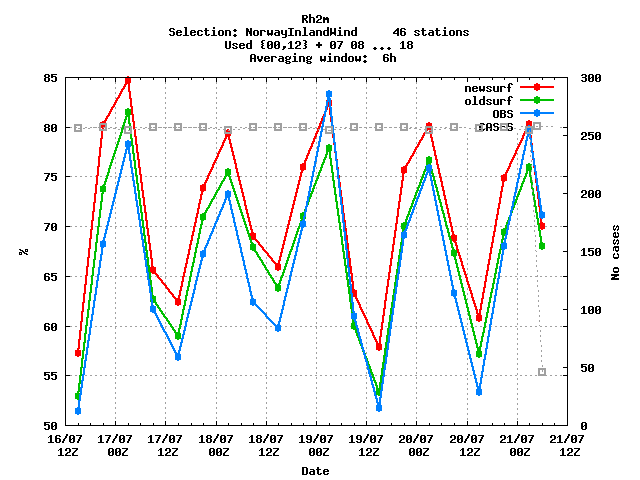 Rh2m
Selection: NorwayInlandWind     46 stations
Used {00,12} + 07 08 ... 18
Averaging window:  6h
newsurf
oldsurf
OBS
CASES
%
85
80
75
70
65
60
55
50
No cases
300
250
200
150
100
50
0
16/07 17/07 17/07 18/07 18/07 19/07 19/07 20/07 20/07 21/07 21/07
12Z 00Z 12Z 00Z 12Z 00Z 12Z 00Z 12Z 00Z 12Z
Date